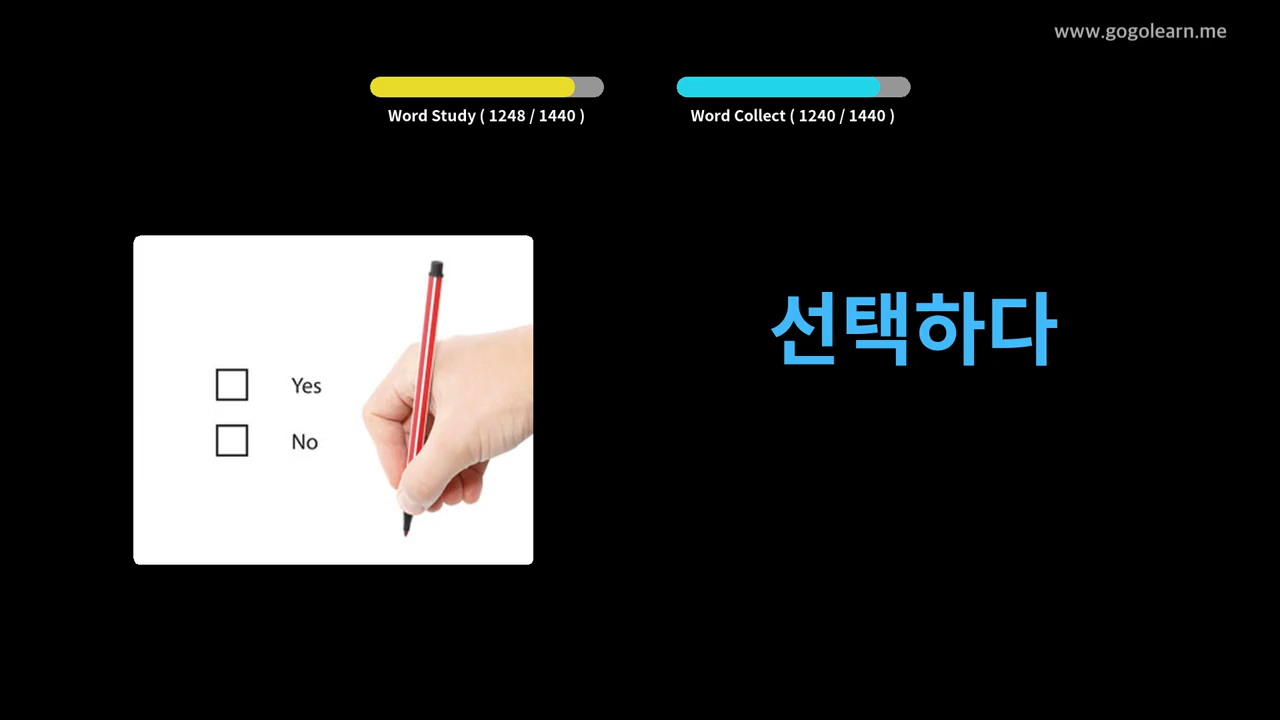 www.gogolearn.me
Word Study ( 1248 / 1440 )
Word Collect ( 1240 / 1440 )
선택하다
Yes
No